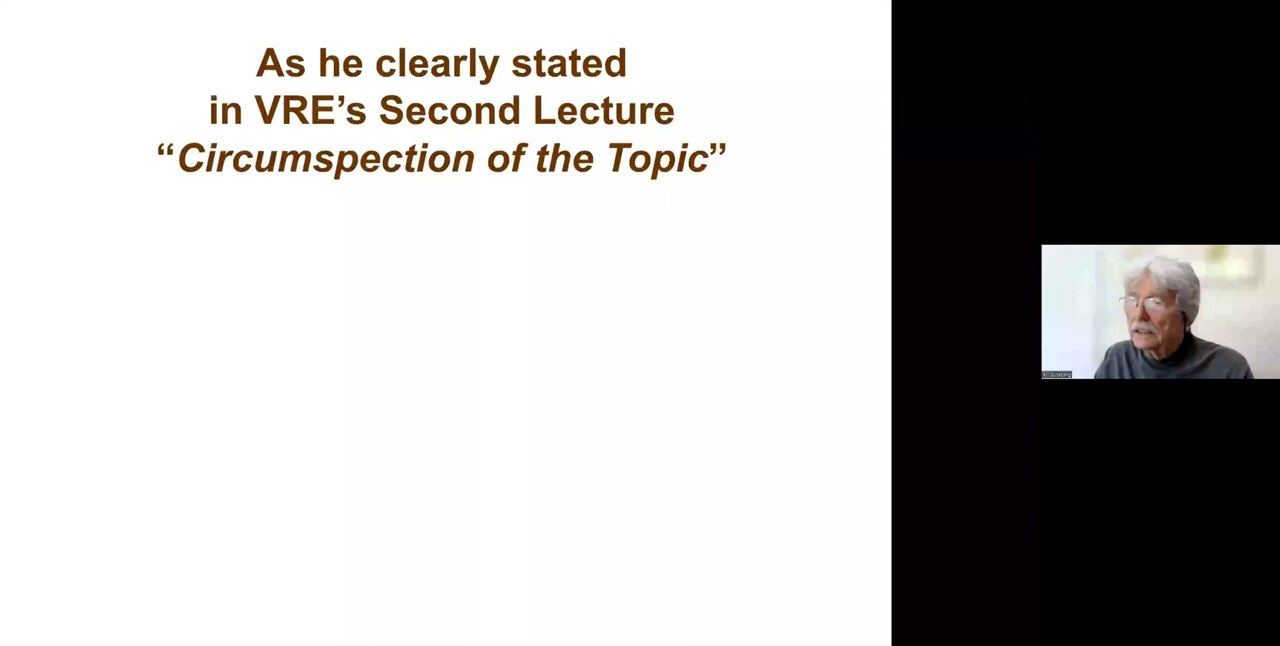 As he clearly stated
in VRE’s Second Lecture
“Circumspection of the Topic”